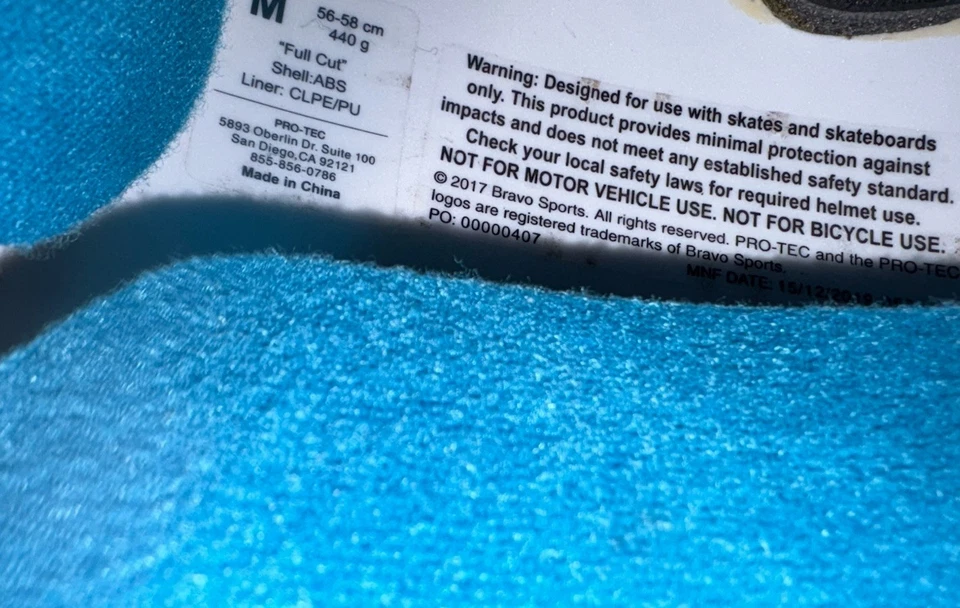 M
56-58 cm
440 g
"Full Cut"
Shell:ABS
Liner: CLPE/PU
PRO-TEC
5893 Oberlin Dr. Suite 100
San Diego,CA 92121
855-856-0786
Made in China
Warning: Designed for use with skates and skateboards
only. This product provides minimal protection against
impacts and does not meet any established safety standard.
Check your local safety laws for required helmet use.
NOT FOR MOTOR VEHICLE USE. NOT FOR BICYCLE USE.
© 2017 Bravo Sports. All rights reserved. PRO-TEC and the PRO-TEC
logos are registered trademarks of Bravo Sports.
PO: 00000407
MNF DATE: 15/12/2019